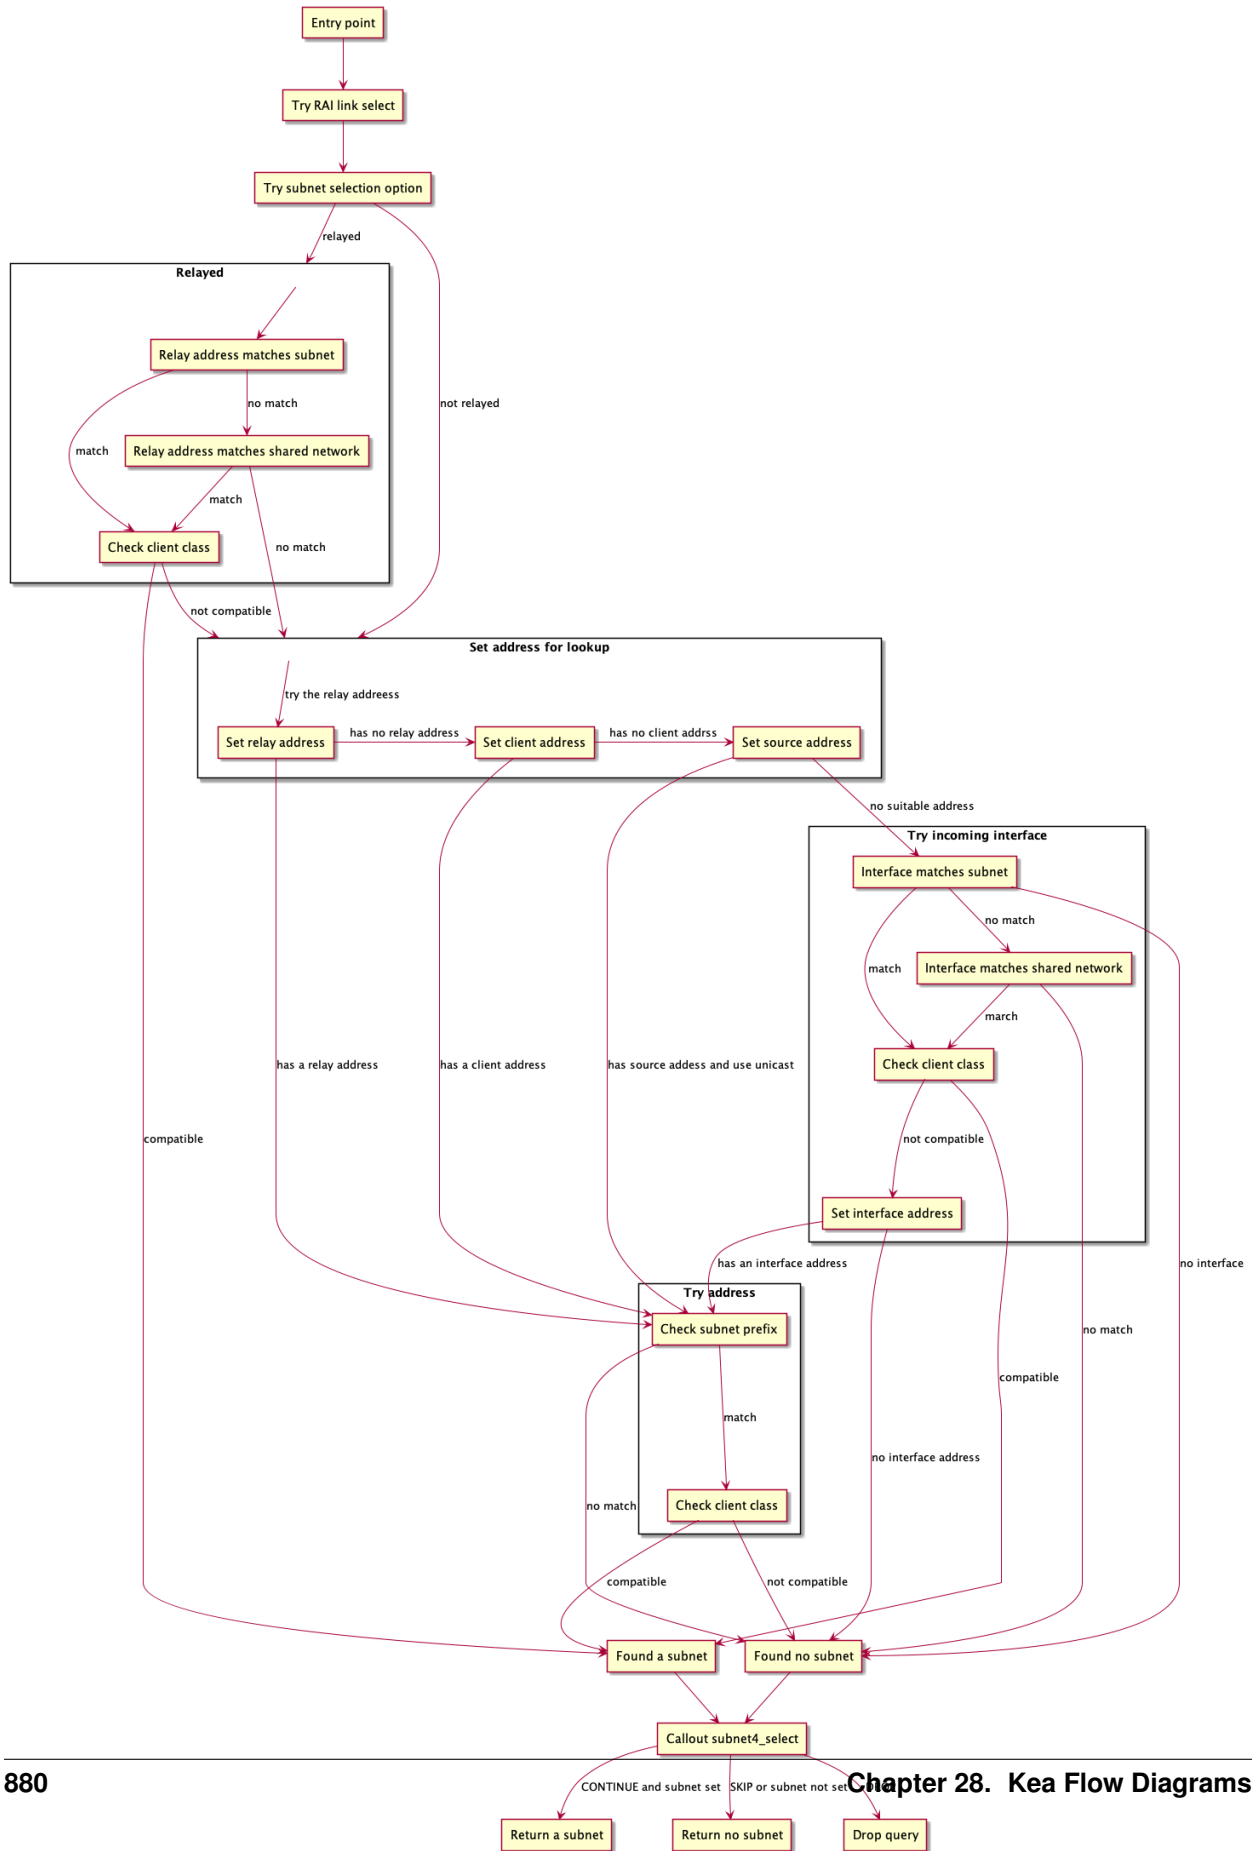 Entry point
Try RAI link select
Try subnet selection option
relayed
Relayed
Relay address matches subnet
no match
not relayed
match
Relay address matches shared network
match
Check client class
no match
not compatible
Set address for lookup
try the relay addreess
Set relay address
has no relay address
Set client address
has no client addrss
Set source address
no suitable address
Try incoming interface
Interface matches subnet
no match
match
Interface matches shared network
march
has a relay address
has a client address
has source addess and use unicast
Check client class
compatible
not compatible
Set interface address
has an interface address
no interface
Try address
Check subnet prefix
no match
compatible
match
no interface address
no match
Check client class
compatible
not compatible
Found a subnet
Found no subnet
Callout subnet4_select
880
Chapter 28. Kea Flow Diagrams
CONTINUE and subnet set
SKIP or subnet not set
Return a subnet
Return no subnet
Drop query